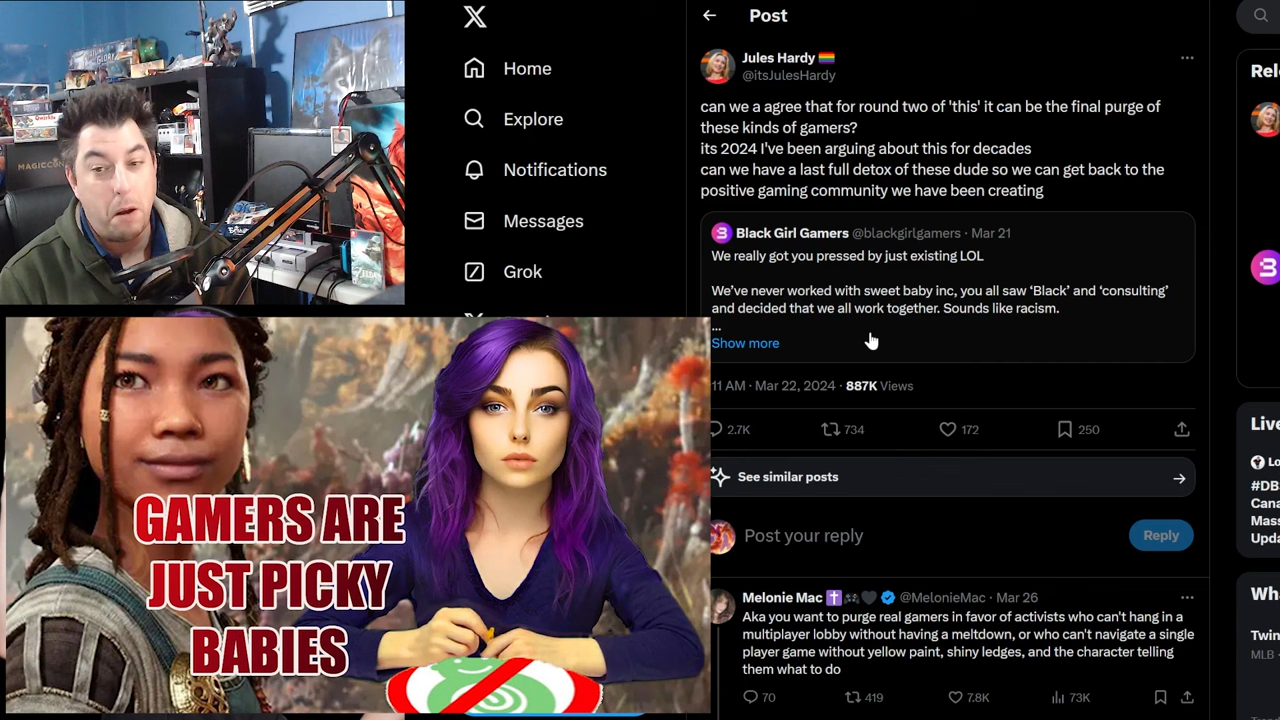 MAGICCON
GAMERS ARE
JUST PICKY
BABIES
Home
Explore
Notifications
Messages
Grok
Post
Jules Hardy
@itsJulesHardy
can we a agree that for round two of 'this' it can be the final purge of
these kinds of gamers?
its 2024 I've been arguing about this for decades
can we have a last full detox of these dude so we can get back to the
positive gaming community we have been creating
Black Girl Gamers @blackgirlgamers · Mar 21
We really got you pressed by just existing LOL
We've never worked with sweet baby inc, you all saw 'Black' and 'consulting'
and decided that we all work together. Sounds like racism.
...
Show more
11 AM · Mar 22, 2024 · 887K Views
2.7K 734 172 250
See similar posts
Post your reply
Reply
Melonie Mac @MelonieMac · Mar 26
Aka you want to purge real gamers in favor of activists who can't hang in a
multiplayer lobby without having a meltdown, or who can't navigate a single
player game without yellow paint, shiny ledges, and the character telling
them what to do
70 419 7.8K 73K
Rel
Live
Lo
#DB
Cana
Mass
Upda
Wh
Twin
MLB ·